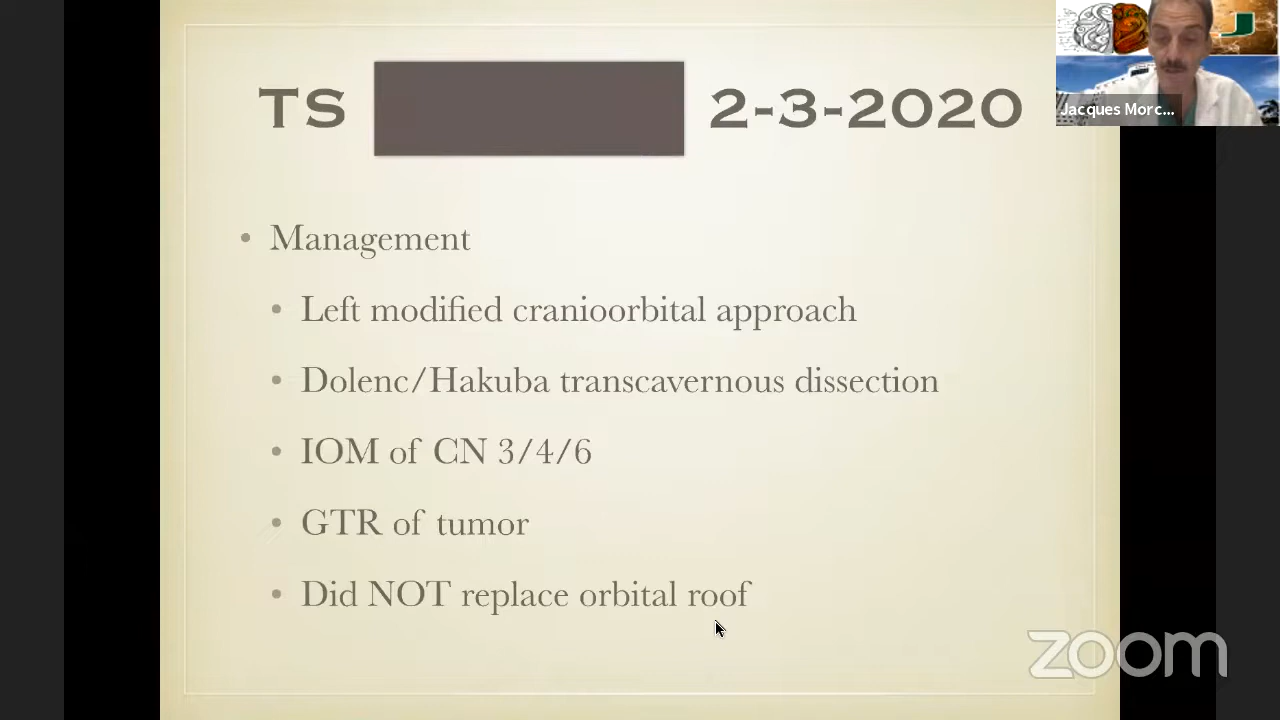 TS 2-3-2020
Jacques Morc...
• Management
• Left modified cranioorbital approach
• Dolenc/Hakuba transcavernous dissection
• IOM of CN 3/4/6
• GTR of tumor
• Did NOT replace orbital roof
zoom